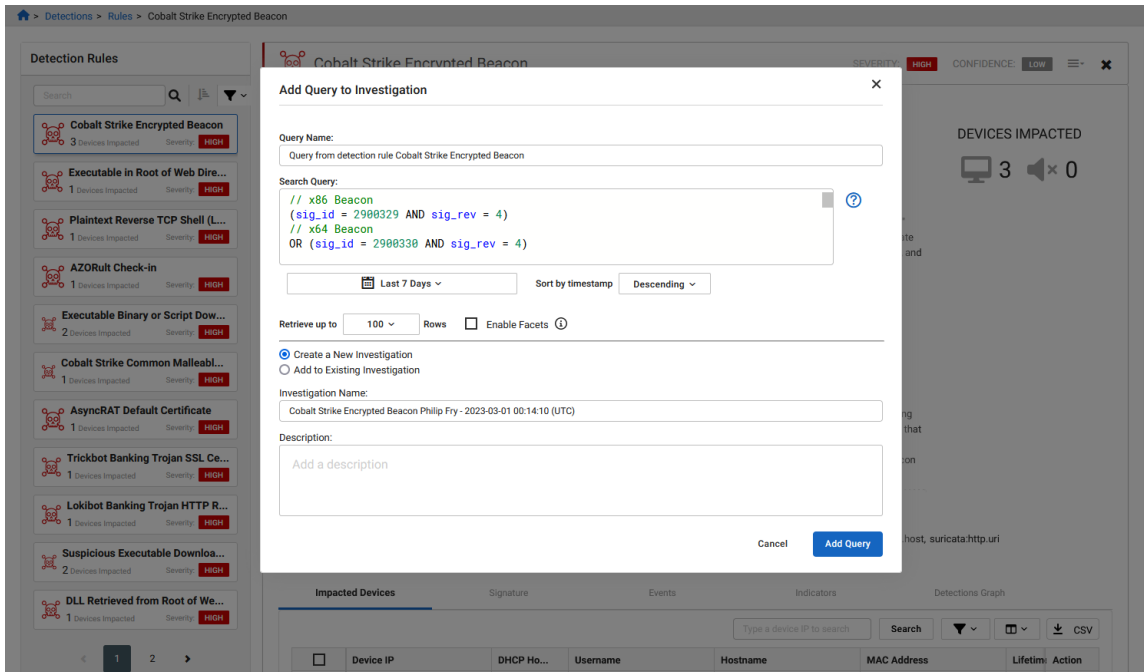 > Detections > Rules > Cobalt Strike Encrypted Beacon
Detection Rules
Search
Cobalt Strike Encrypted Beacon
3 Devices Impacted Severity: HIGH
Executable in Root of Web Dire...
1 Devices Impacted Severity: HIGH
Plaintext Reverse TCP Shell (L...
1 Devices Impacted Severity: HIGH
AZORult Check-in
1 Devices Impacted Severity: HIGH
Executable Binary or Script Dow...
2 Devices Impacted Severity: HIGH
Cobalt Strike Common Malleabl...
1 Devices Impacted Severity: HIGH
AsyncRAT Default Certificate
1 Devices Impacted Severity: HIGH
Trickbot Banking Trojan SSL Ce...
1 Devices Impacted Severity: HIGH
Lokibot Banking Trojan HTTP R...
1 Devices Impacted Severity: HIGH
Suspicious Executable Downloa...
2 Devices Impacted Severity: HIGH
DLL Retrieved from Root of We...
1 Devices Impacted Severity: HIGH
< 1 2 >
Cobalt Strike Encrypted Beacon
SEVERITY: HIGH CONFIDENCE: LOW
DEVICES IMPACTED
3 0
Add Query to Investigation
Query Name:
Query from detection rule Cobalt Strike Encrypted Beacon
Search Query:
// x86 Beacon
(sig_id = 2900329 AND sig_rev = 4)
// x64 Beacon
OR (sig_id = 2900330 AND sig_rev = 4)
Last 7 Days
Sort by timestamp Descending
Retrieve up to 100 Rows Enable Facets
Create a New Investigation
Add to Existing Investigation
Investigation Name:
Cobalt Strike Encrypted Beacon Philip Fry - 2023-03-01 00:14:10 (UTC)
Description:
Add a description
Cancel Add Query
and
that
.host, suricata:http.uri
Impacted Devices Signature Events Indicators Detections Graph
Type a device IP to search Search CSV
Device IP DHCP Ho... Username Hostname MAC Address Lifetim Action